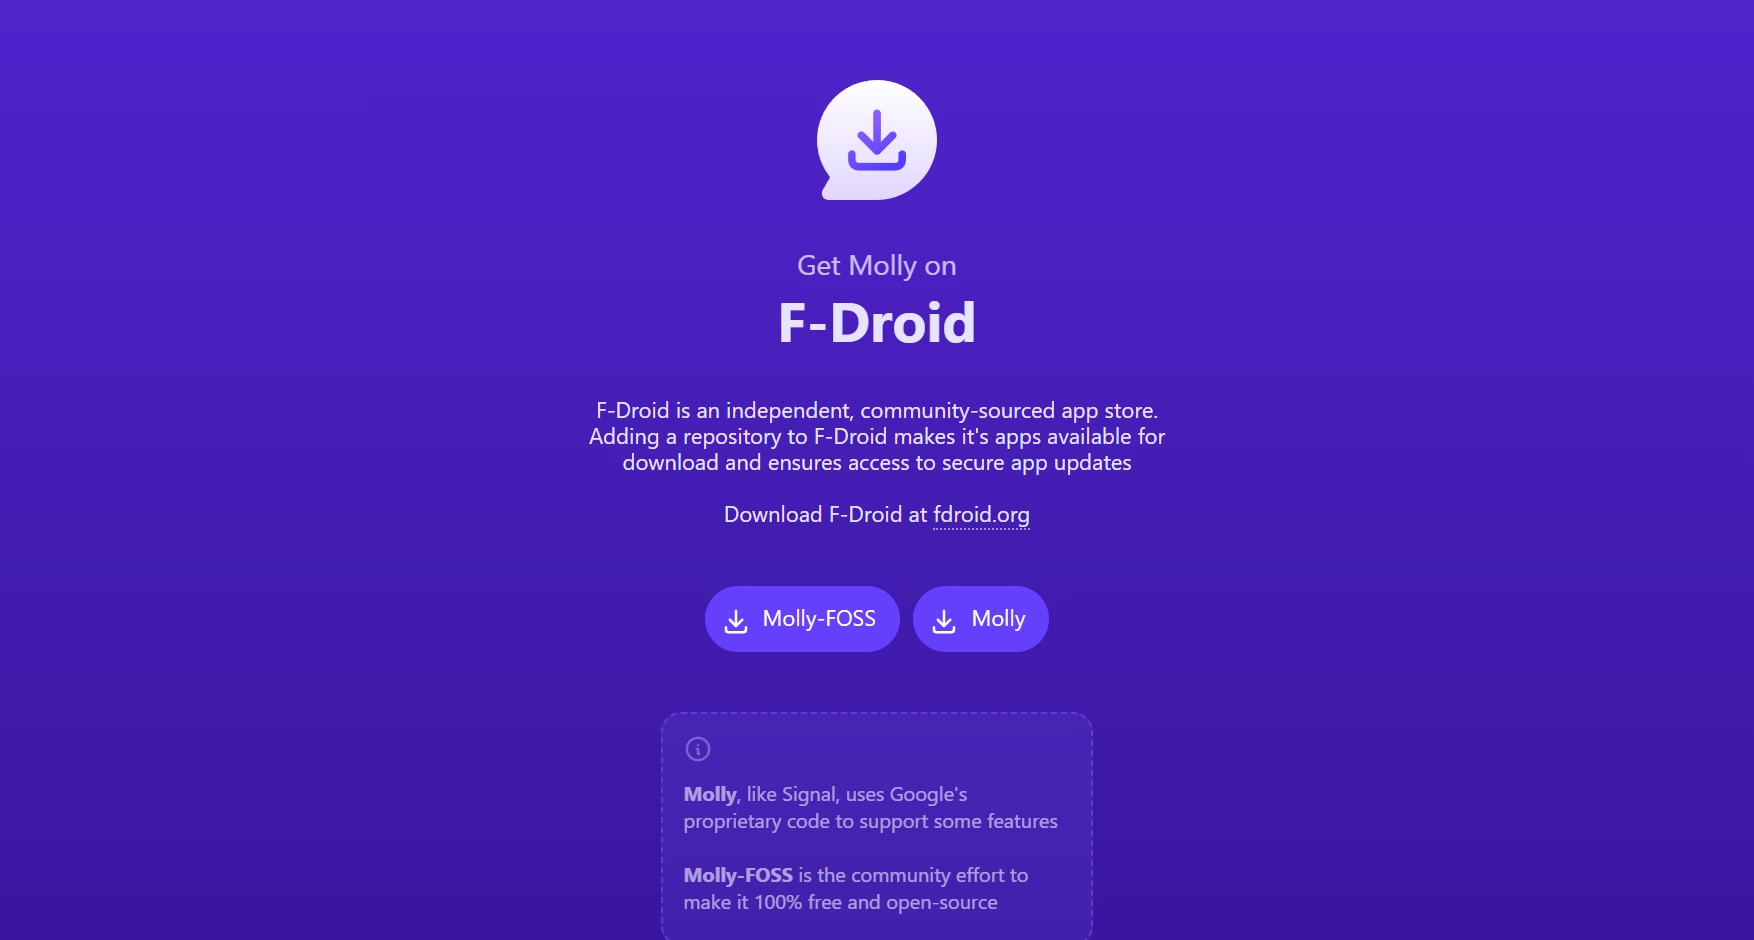 Get Molly on
F-Droid
F-Droid is an independent, community-sourced app store.
Adding a repository to F-Droid makes it's apps available for
download and ensures access to secure app updates
Download F-Droid at fdroid.org
Molly-FOSS
Molly
Molly, like Signal, uses Google's
proprietary code to support some features
Molly-FOSS is the community effort to
make it 100% free and open-source